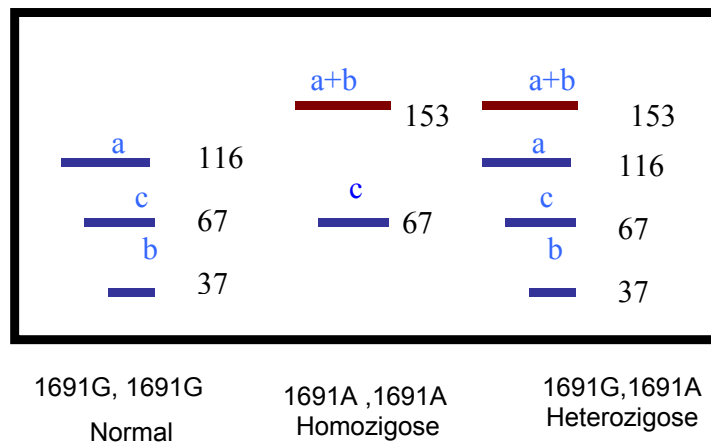 a+b
153
a+b
153
a
116
a
116
c
67
c
67
c
67
b
37
b
37
1691G, 1691G
Normal
1691A ,1691A
Homozigose
1691G,1691A
Heterozigose